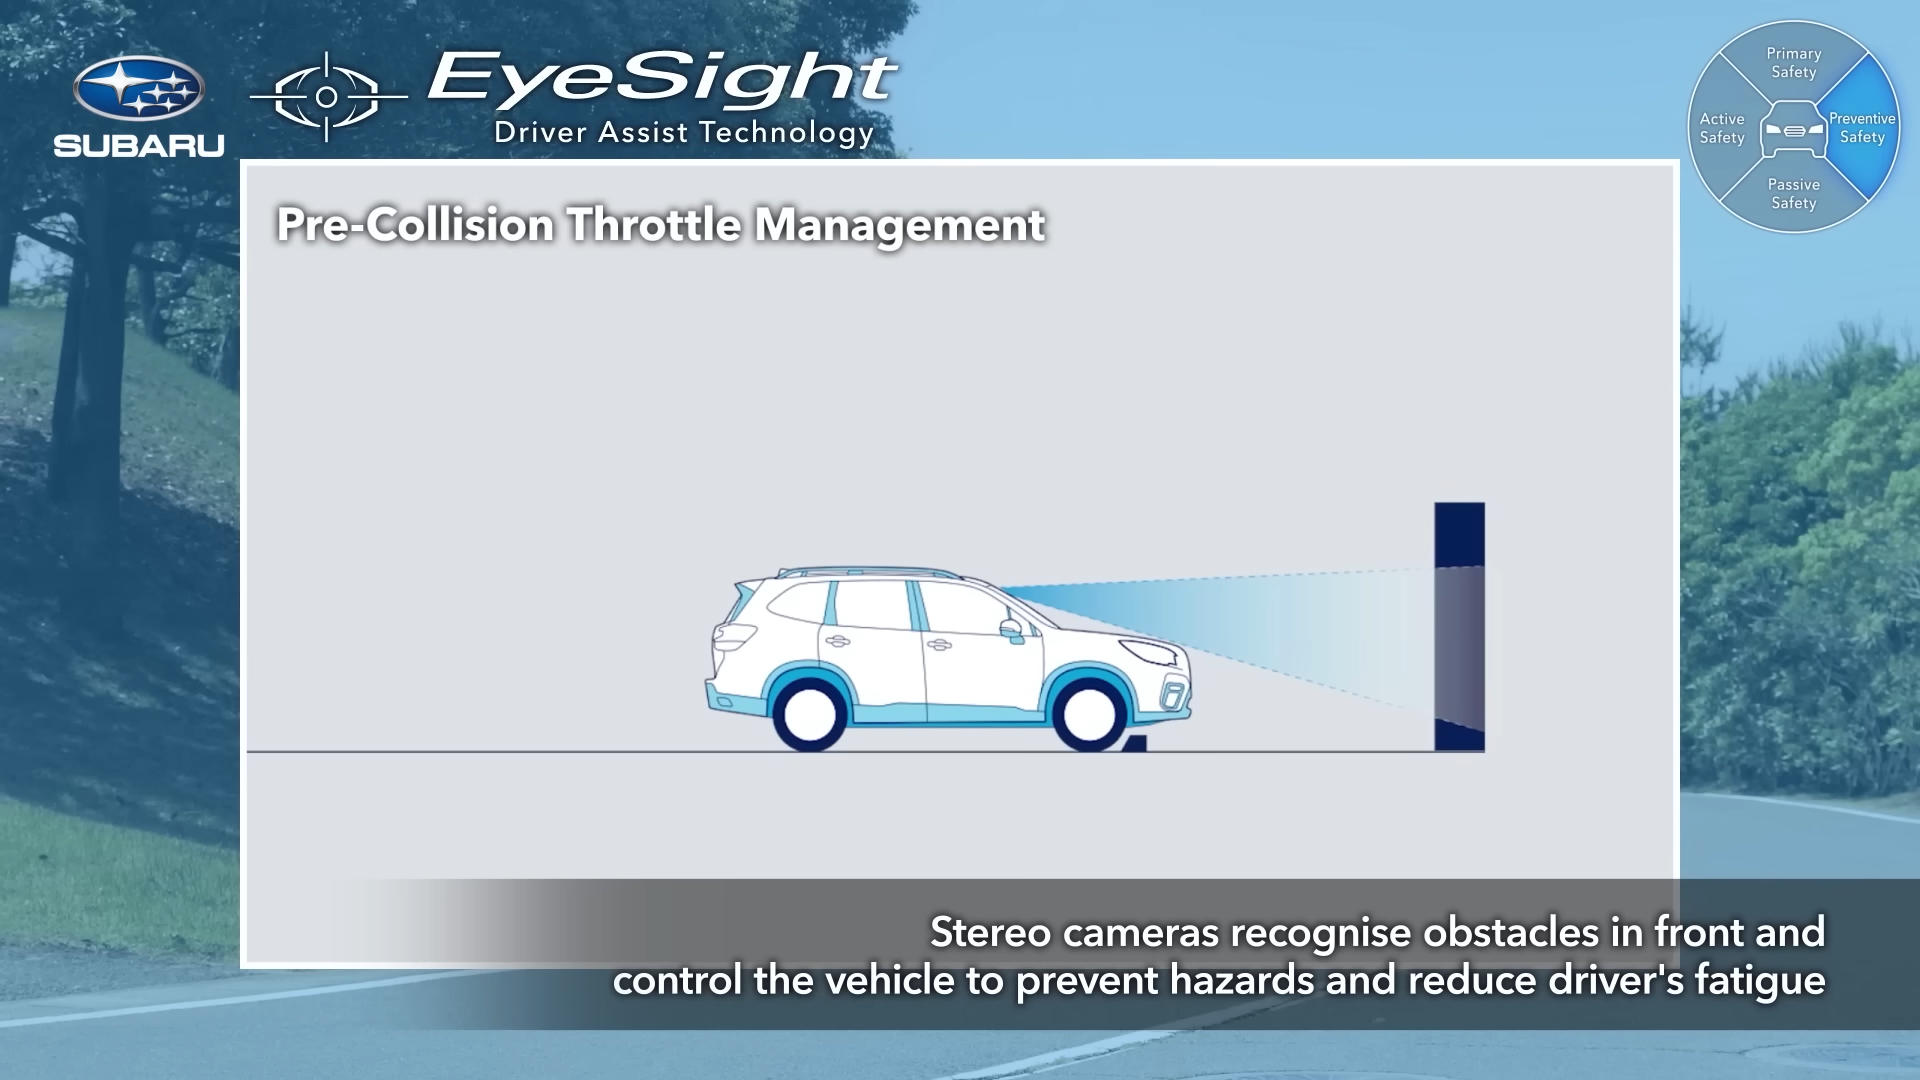 SUBARU
EyeSight
Driver Assist Technology
Primary
Safety
Active
Safety
Preventive
Safety
Passive
Safety
Pre-Collision Throttle Management
Stereo cameras recognise obstacles in front and
control the vehicle to prevent hazards and reduce driver's fatigue